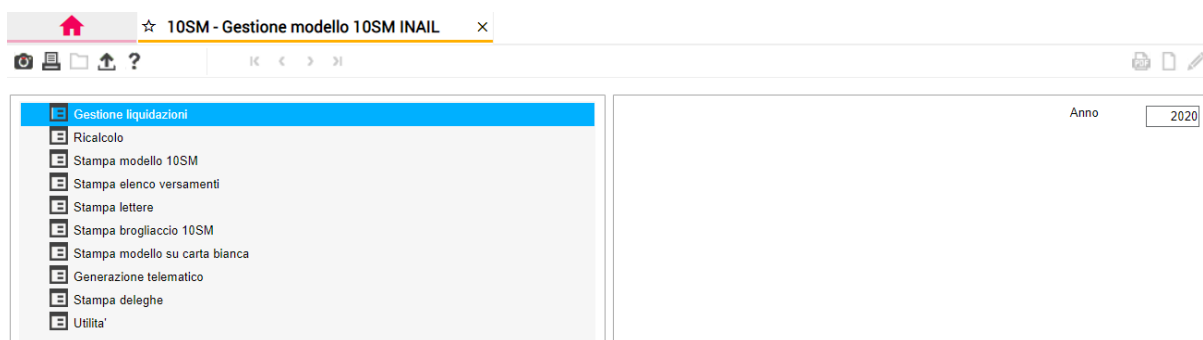 10SM - Gestione modello 10SM INAIL
?
PDF
Gestione liquidazioni
Anno 2020
Ricalcolo
Stampa modello 10SM
Stampa elenco versamenti
Stampa lettere
Stampa brogliaccio 10SM
Stampa modello su carta bianca
Generazione telematico
Stampa deleghe
Utilita'